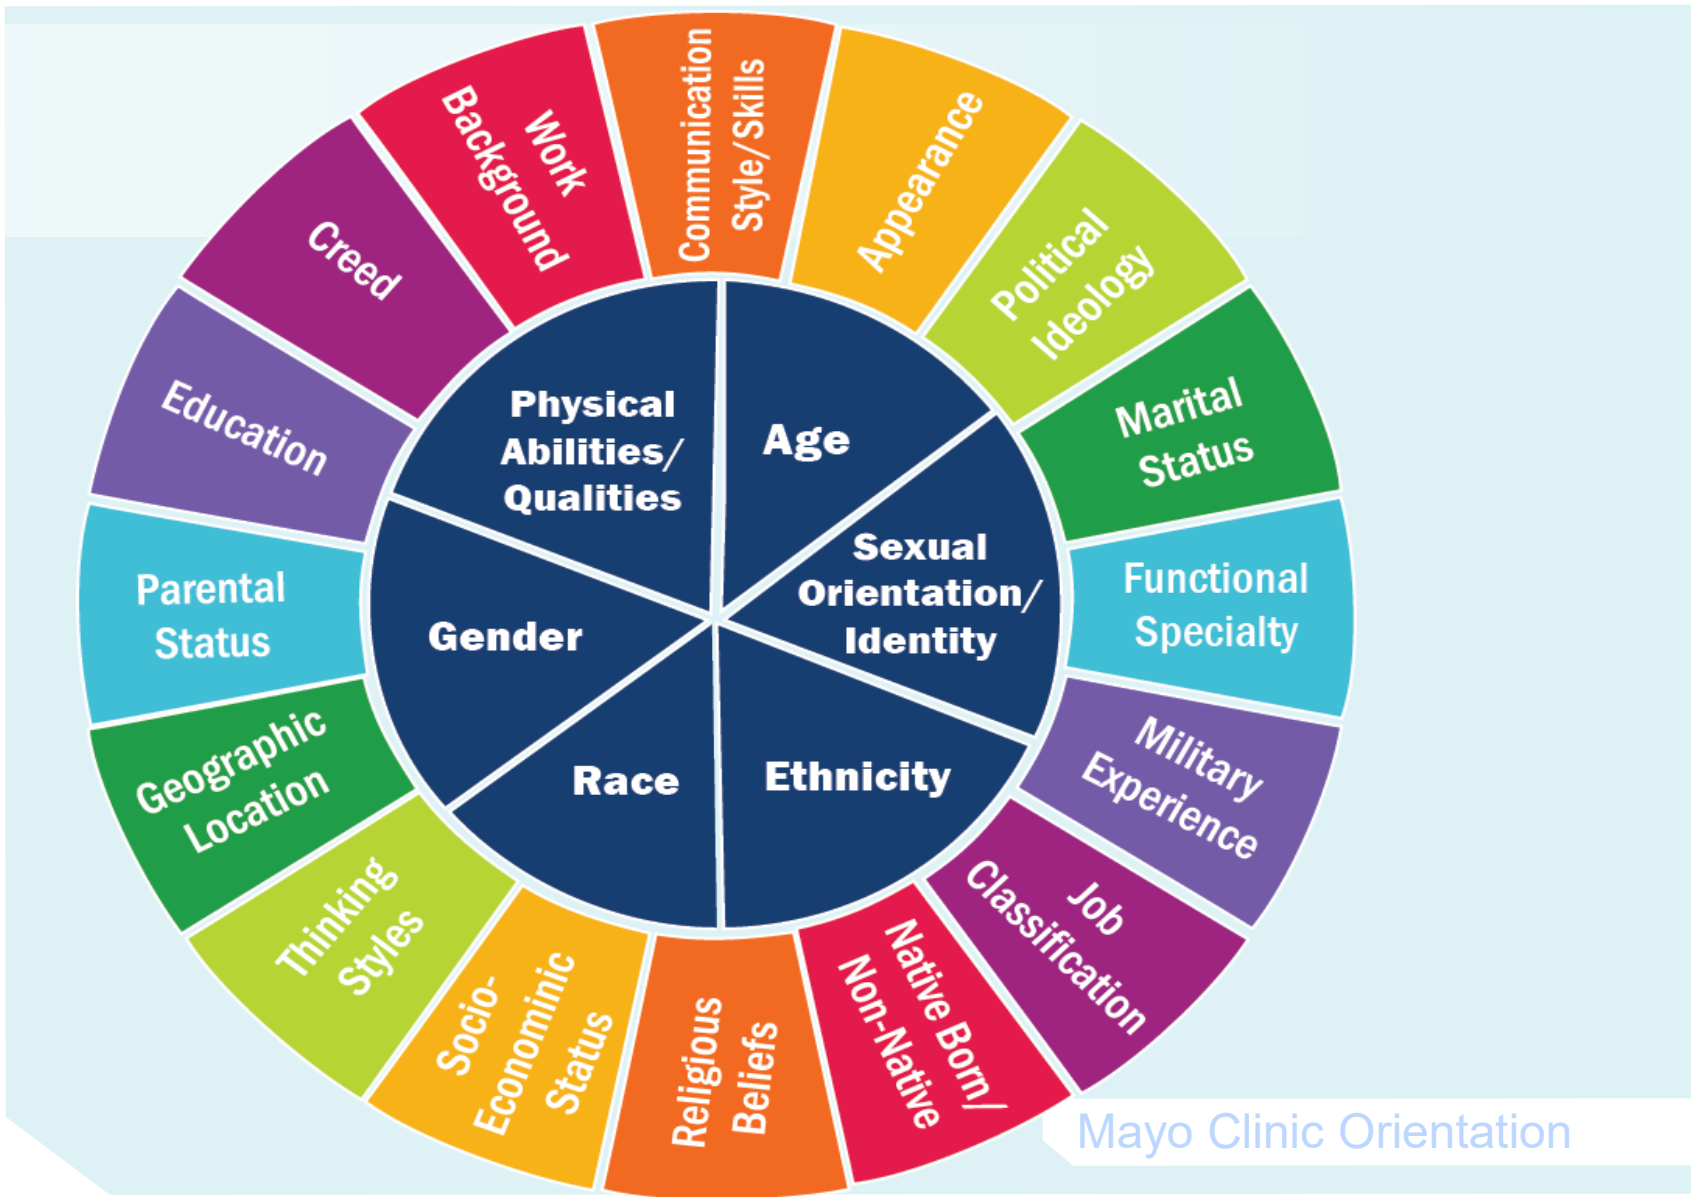 Communication
Style/Skills
Appearance
Political
Ideology
Marital
Status
Functional
Specialty
Military
Experience
Job
Classification
Native Born/
Non-Native
Religious
Beliefs
Socio-
Econominic
Status
Thinking
Styles
Geographic
Location
Parental
Status
Education
Creed
Work
Background
Physical
Abilities/
Qualities
Age
Sexual
Orientation/
Identity
Ethnicity
Race
Gender
Mayo Clinic Orientation